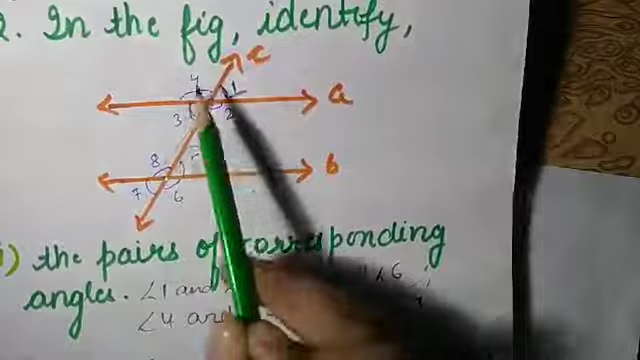 2. In the fig, identify,
c
4
1
a
3
2
8
b
7
6
i) the pairs of corresponding
angles. ∠1 and ∠6
∠4 and